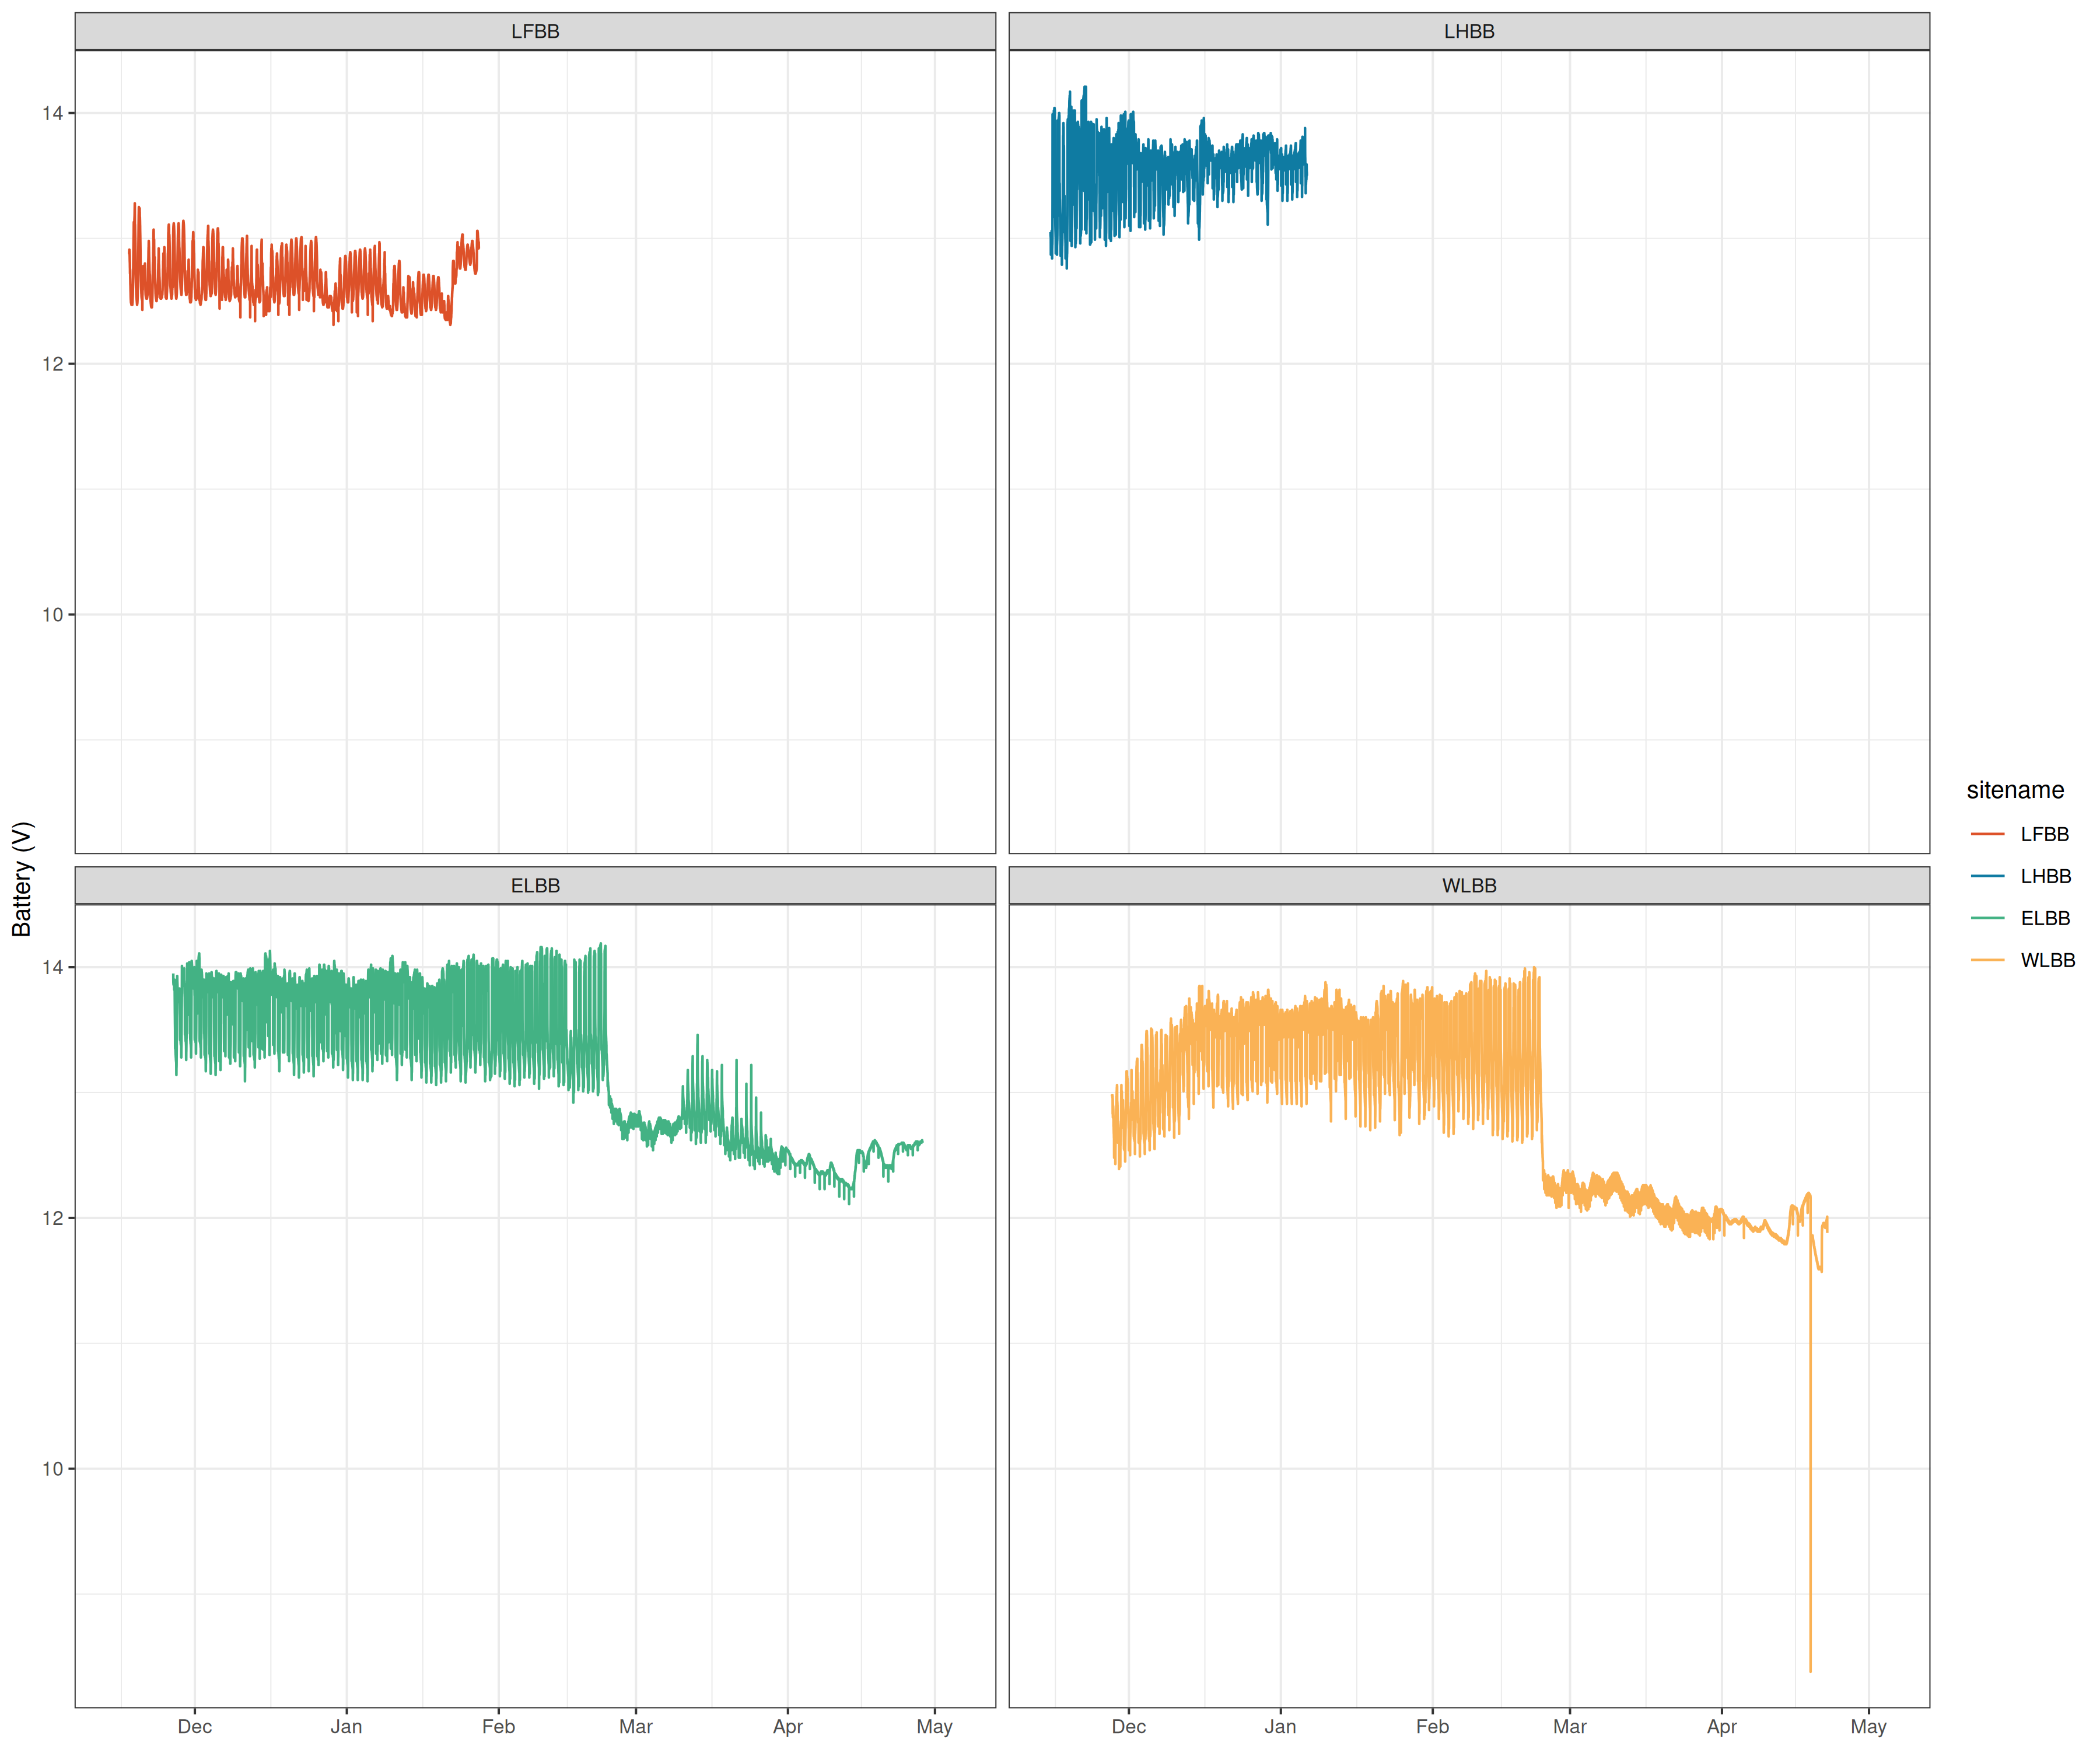 LFBB
LHBB
14
12
10
Battery (V)
ELBB
WLBB
14
12
10
Dec
Jan
Feb
Mar
Apr
May
Dec
Jan
Feb
Mar
Apr
May
sitename
LFBB
LHBB
ELBB
WLBB